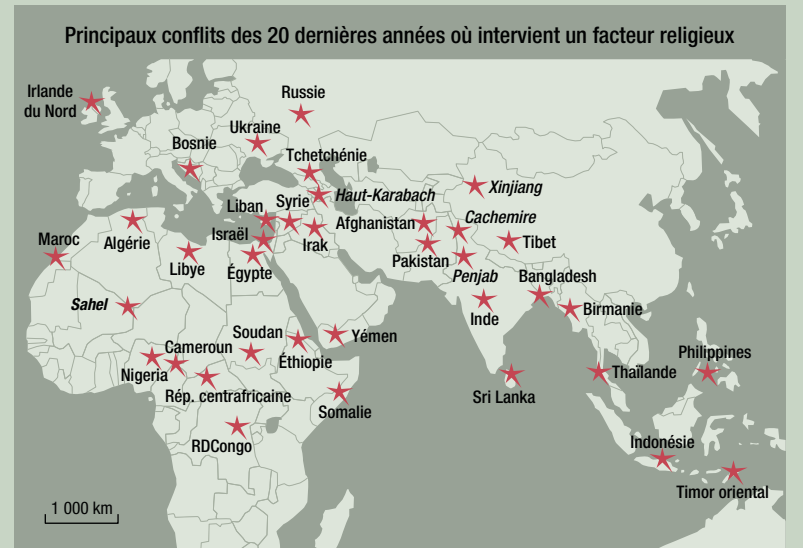 Principaux conflits des 20 dernières années où intervient un facteur religieux
Irlande
du Nord
Russie
Ukraine
Bosnie
Tchetchénie
Haut-Karabach
Xinjiang
Liban
Syrie
Cachemire
Afghanistan
Maroc
Algérie
Israël
Irak
Tibet
Libye
Égypte
Pakistan
Penjab
Bangladesh
Sahel
Inde
Birmanie
Cameroun
Soudan
Yémen
Nigeria
Éthiopie
Philippines
Thaïlande
Rép. centrafricaine
Somalie
Sri Lanka
RDCongo
Indonésie
Timor oriental
1 000 km